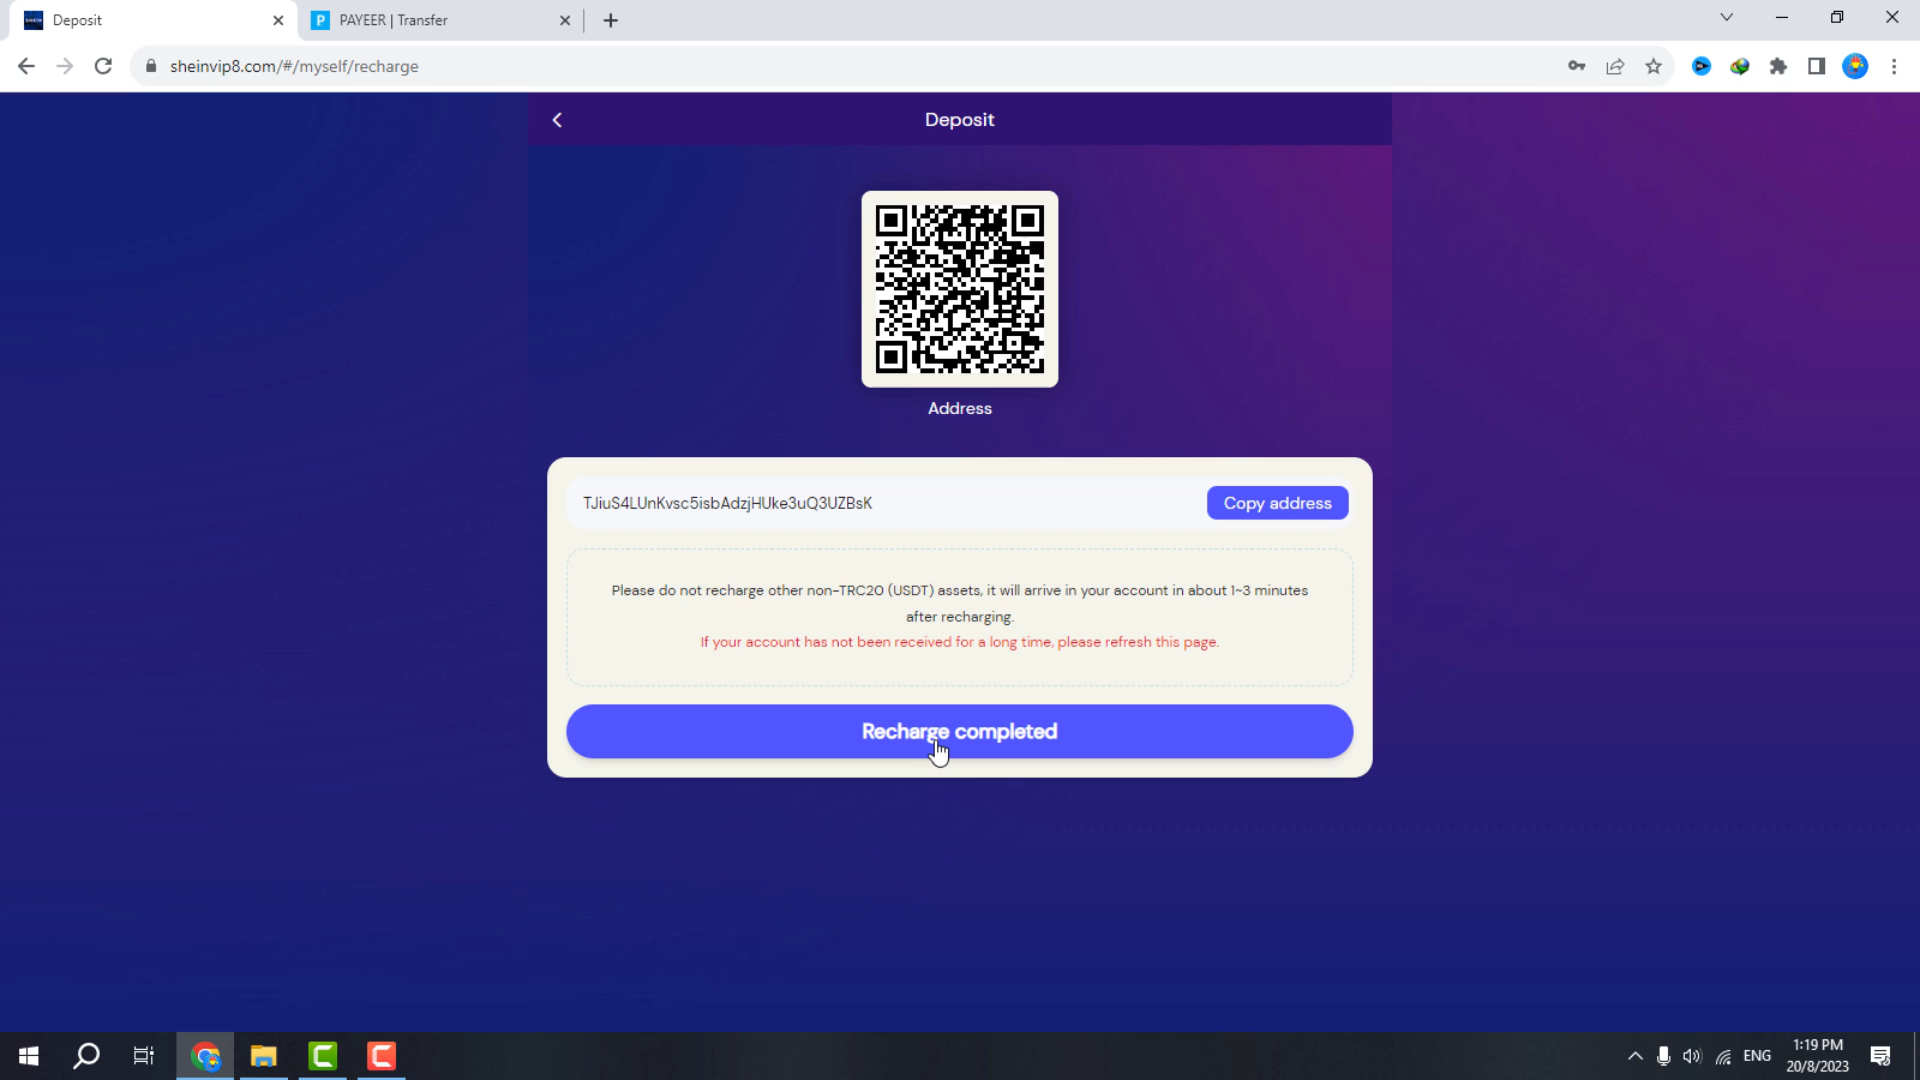 Deposit
PAYEER | Transfer
sheinvip8.com/#/myself/recharge
Deposit
Address
TJiuS4LUnKvsc5isbAdzjHUke3uQ3UZBsK
Copy address
Please do not recharge other non-TRC20 (USDT) assets, it will arrive in your account in about 1~3 minutes
after recharging.
If your account has not been received for a long time, please refresh this page.
Recharge completed
ENG
1:19 PM
20/8/2023